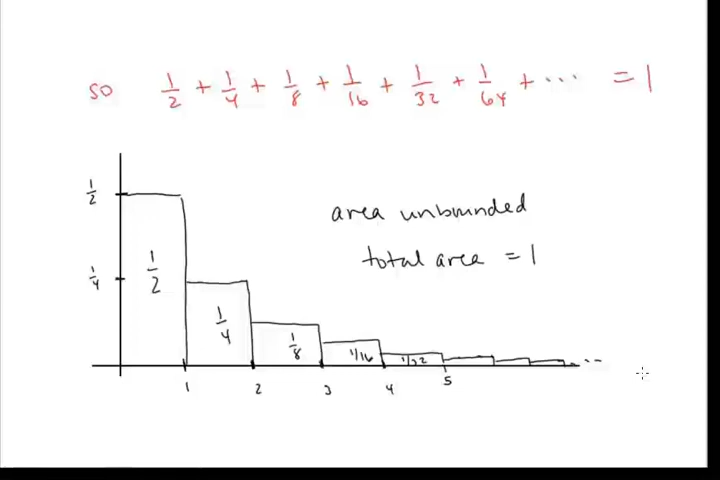 so 1/2 + 1/4 + 1/8 + 1/16 + 1/32 + 1/64 + ... = 1
1/2
area unbounded
1/2
1/4
total area = 1
1/4
1/8
1/16
1/32
1 2 3 4 5 ...